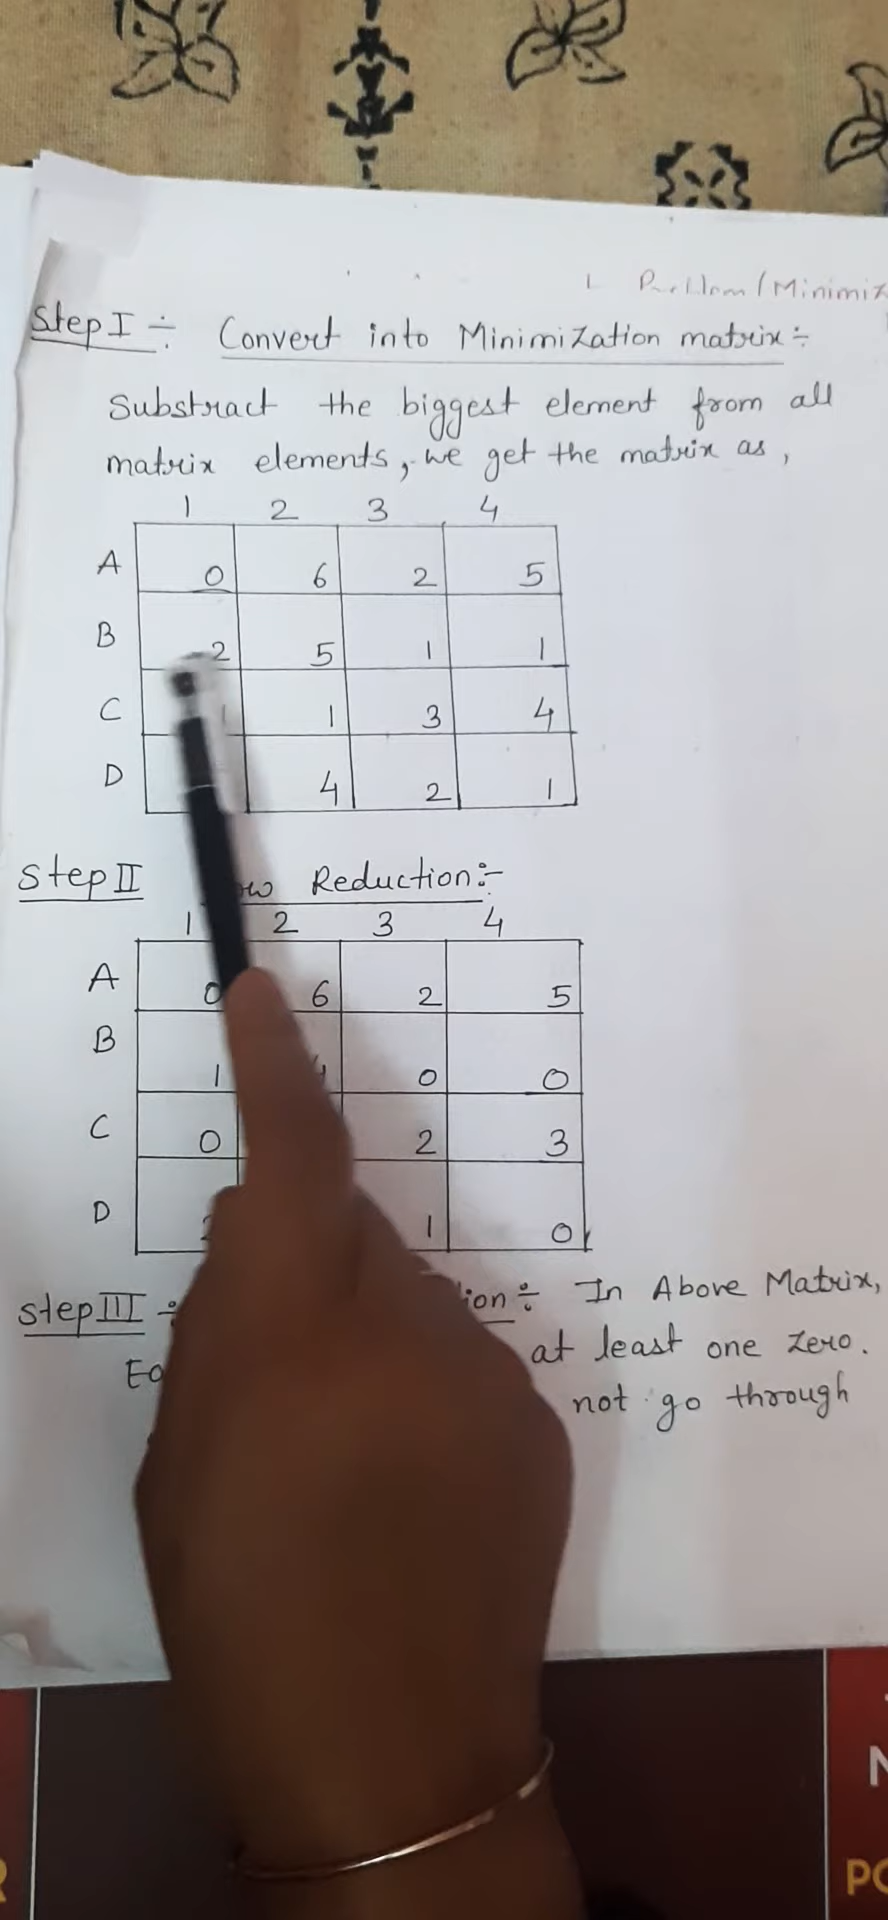 Problem (Minimiz
Step I ÷ Convert into Minimization matrix ÷
Substract the biggest element from all
matrix elements, we get the matrix as,
1 2 3 4
A 0 6 2 5
B 2 5 1 1
C 1 1 3 4
D 4 2 1
Step II Reduction ÷
1 2 3 4
A 0 6 2 5
B 1 4 0 0
C 0 2 3
D 1 0
Step III ÷ ion ÷ In Above Matrix,
at least one zero.
not go through
N
PO